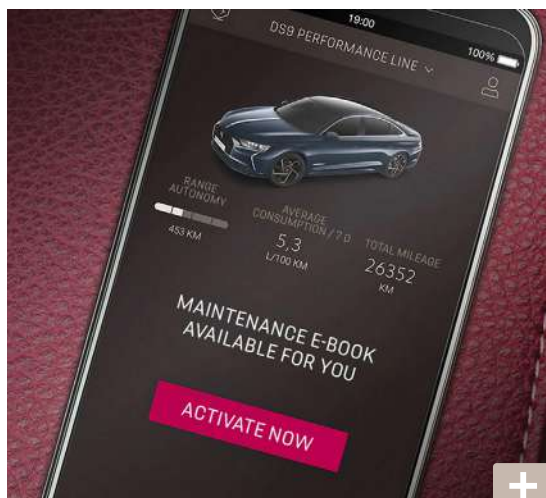 19:00
100%
DS9 PERFORMANCE LINE
RANGE
AUTONOMY
453 KM
AVERAGE
CONSUMPTION / 7 D
5,3
L/100 KM
TOTAL MILEAGE
26352
KM
MAINTENANCE E-BOOK
AVAILABLE FOR YOU
ACTIVATE NOW